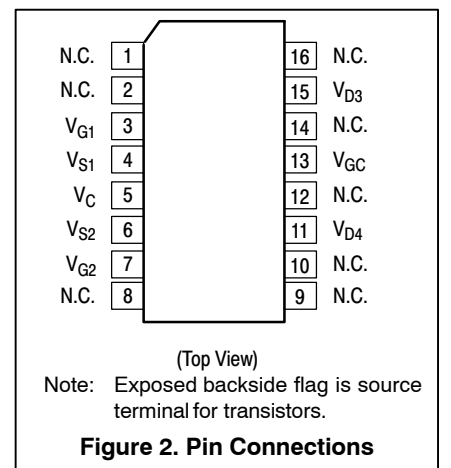 N.C. 1 16 N.C.
N.C. 2 15 VD3
VG1 3 14 N.C.
VS1 4 13 VGC
VC 5 12 N.C.
VS2 6 11 VD4
VG2 7 10 N.C.
N.C. 8 9 N.C.
(Top View)
Note: Exposed backside flag is source
terminal for transistors.
Figure 2. Pin Connections